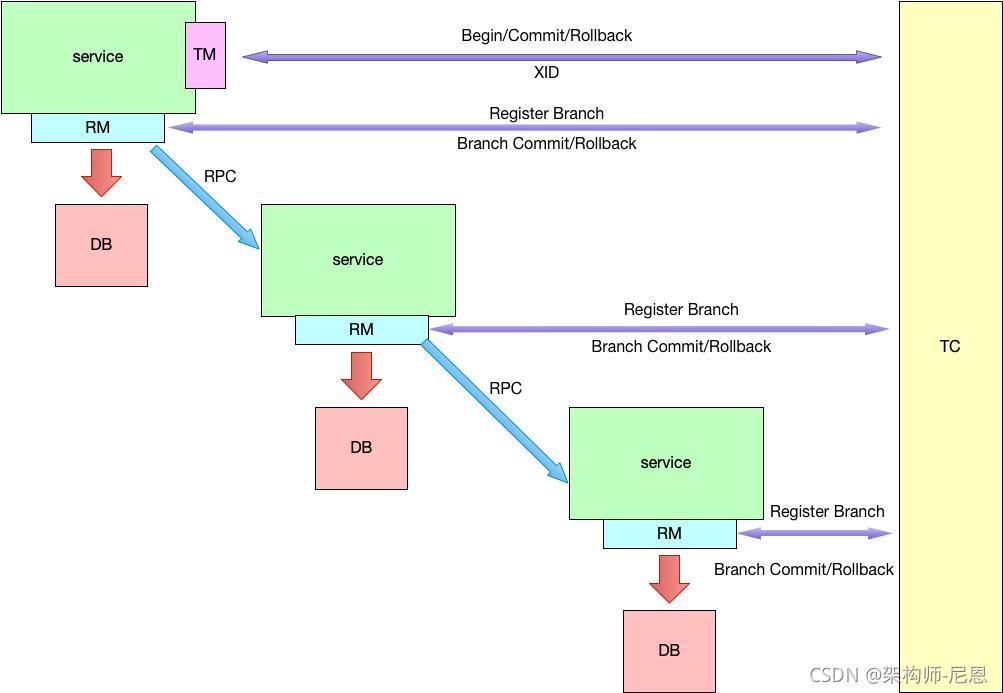 service
TM
Begin/Commit/Rollback
XID
RM
Register Branch
Branch Commit/Rollback
RPC
DB
service
RM
Register Branch
Branch Commit/Rollback
TC
RPC
DB
service
Register Branch
RM
Branch Commit/Rollback
DB
CSDN @架构师-尼恩